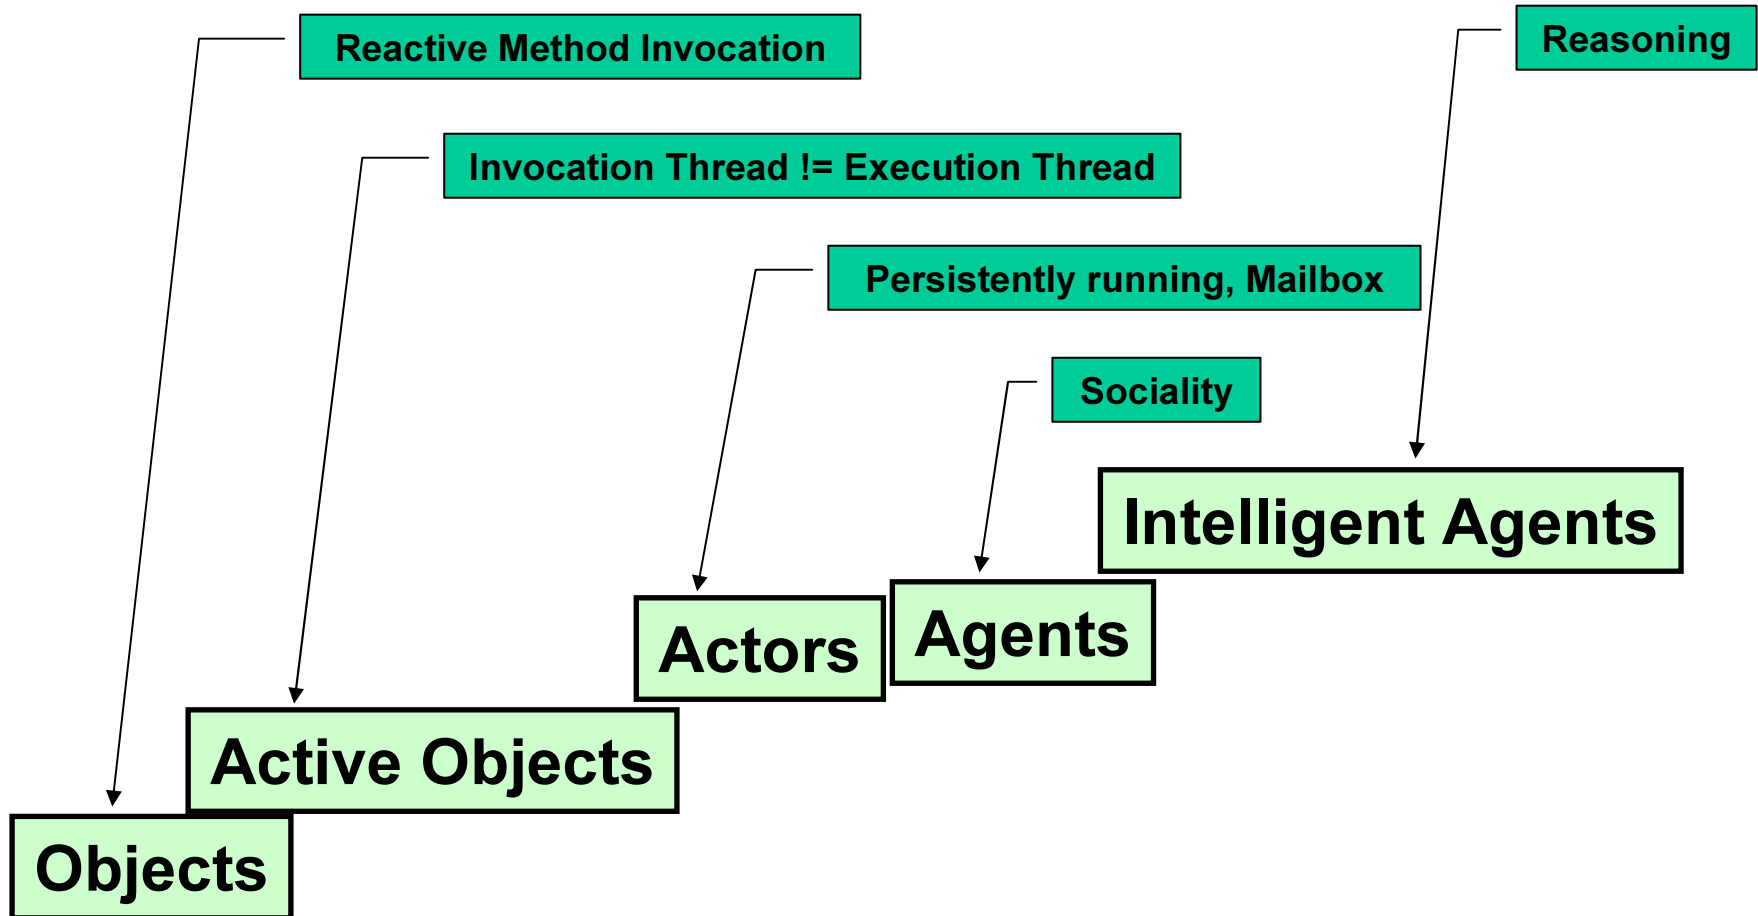 Reactive Method Invocation
Reasoning
Invocation Thread != Execution Thread
Persistently running, Mailbox
Sociality
Intelligent Agents
Agents
Actors
Active Objects
Objects